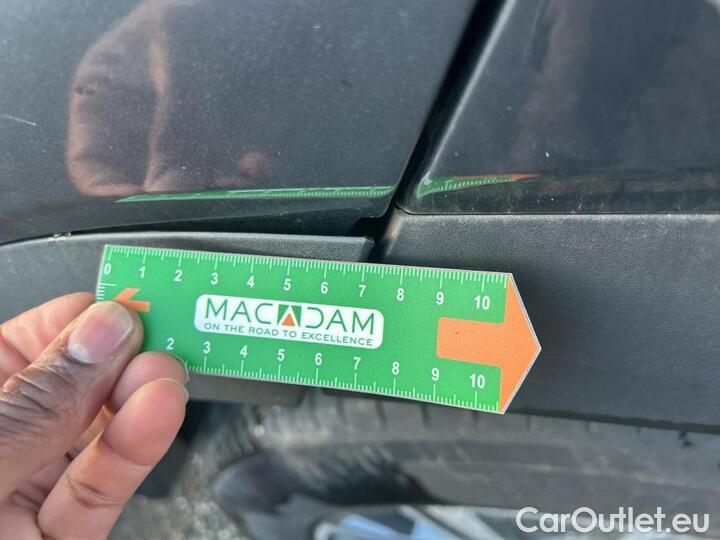 0 1 2 3 4 5 6 7 8 9 10
MACADAM
ON THE ROAD TO EXCELLENCE
2 3 4 5 6 7 8 9 10
CarOutlet.eu